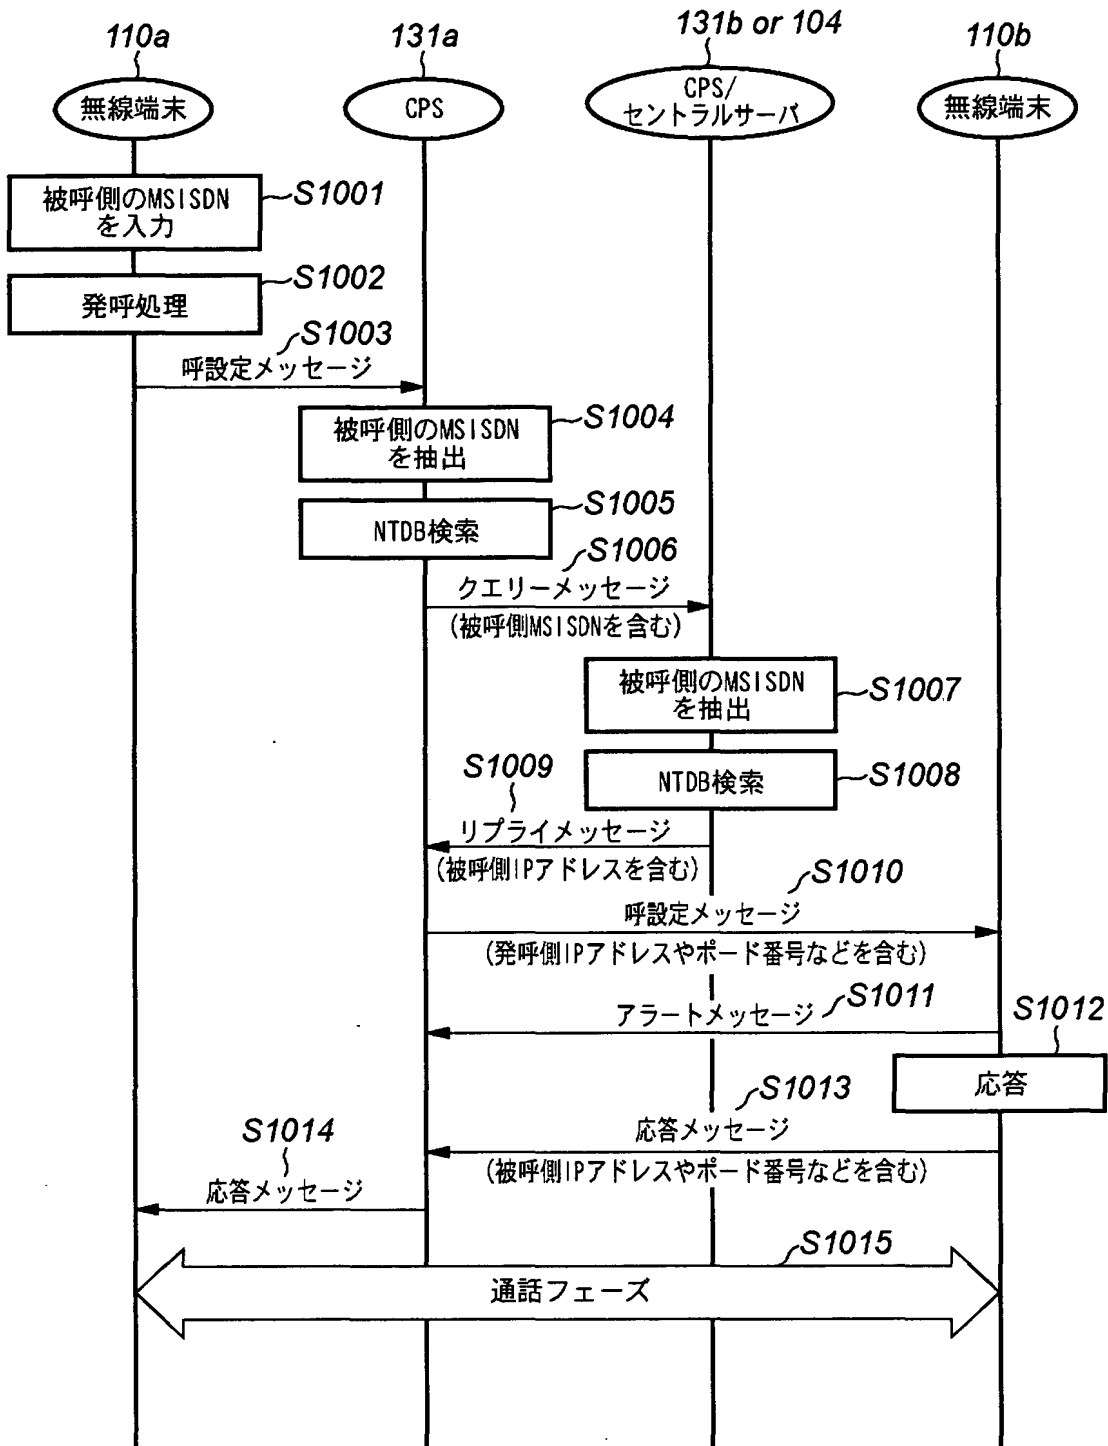 110a
131a
131b or 104
110b
無線端末
CPS
CPS/
セントラルサーバ
無線端末
被呼側のMSISDN
を入力
S1001
発呼処理
S1002
S1003
呼設定メッセージ
被呼側のMSISDN
を抽出
S1004
NTDB検索
S1005
S1006
クエリーメッセージ
(被呼側MSISDNを含む)
被呼側のMSISDN
を抽出
S1007
NTDB検索
S1008
S1009
リプライメッセージ
(被呼側IPアドレスを含む)
S1010
呼設定メッセージ
(発呼側IPアドレスやポード番号などを含む)
S1011
アラートメッセージ
S1012
応答
S1013
応答メッセージ
(被呼側IPアドレスやポード番号などを含む)
S1014
応答メッセージ
S1015
通話フェーズ